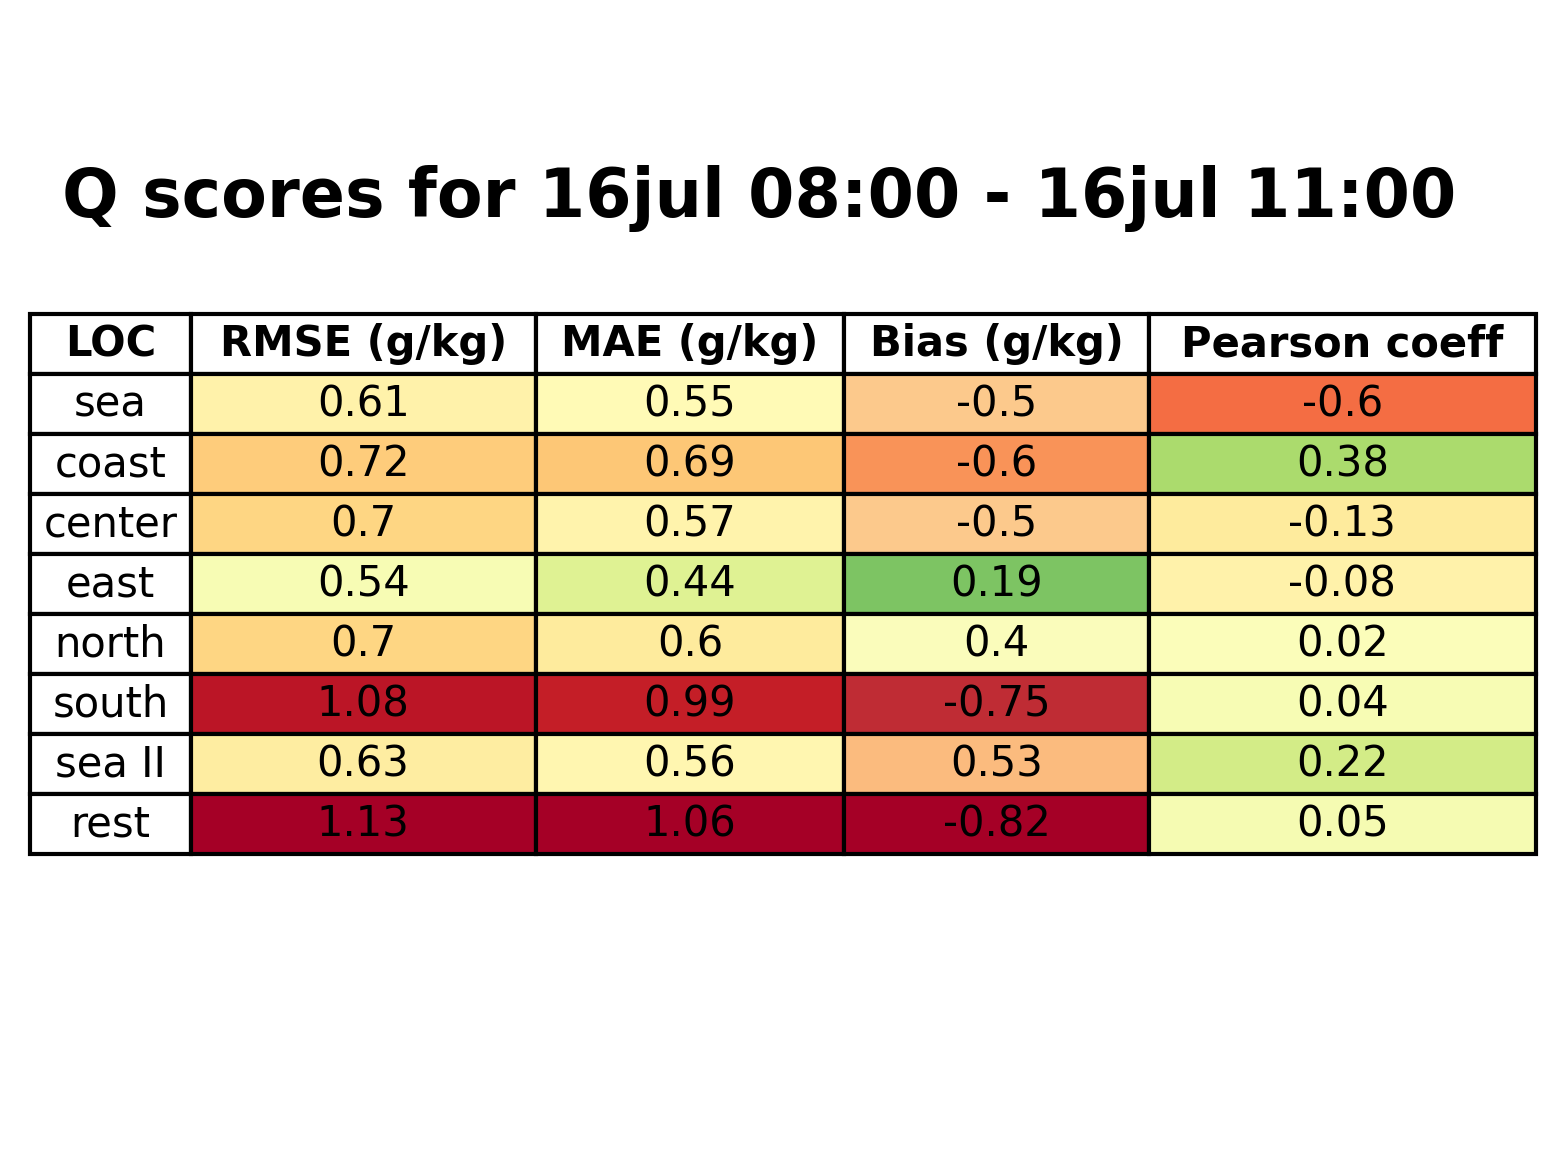 Q scores for 16jul 08:00 - 16jul 11:00
LOC RMSE (g/kg) MAE (g/kg) Bias (g/kg) Pearson coeff
sea 0.61 0.55 -0.5 -0.6
coast 0.72 0.69 -0.6 0.38
center 0.7 0.57 -0.5 -0.13
east 0.54 0.44 0.19 -0.08
north 0.7 0.6 0.4 0.02
south 1.08 0.99 -0.75 0.04
sea II 0.63 0.56 0.53 0.22
rest 1.13 1.06 -0.82 0.05